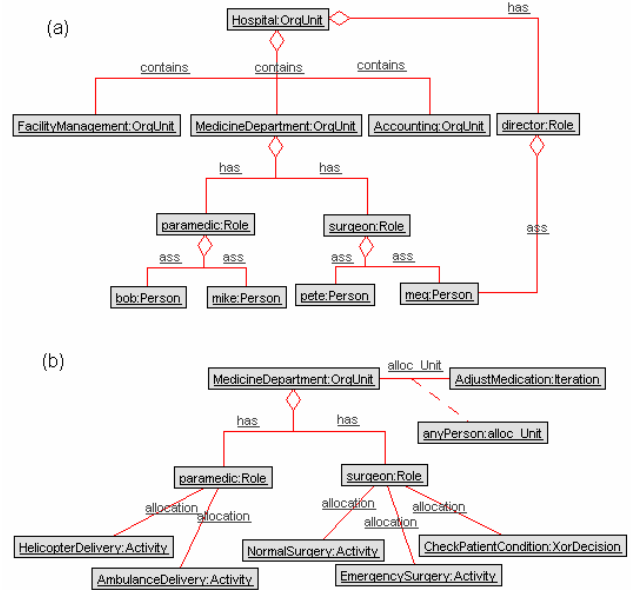 (a)
Hospital:OrgUnit
has
contains
contains
contains
FacilityManagement:OrgUnit
MedicineDepartment:OrgUnit
Accounting:OrgUnit
director:Role
has
has
paramedic:Role
surgeon:Role
ass
ass
ass
ass
ass
bob:Person
mike:Person
pete:Person
meg:Person
(b)
alloc_Unit
MedicineDepartment:OrgUnit
AdjustMedication:Iteration
has
has
anyPerson:alloc_Unit
paramedic:Role
surgeon:Role
allocation
allocation
allocation
allocation
allocation
HelicopterDelivery:Activity
NormalSurgery:Activity
CheckPatientCondition:XorDecision
AmbulanceDelivery:Activity
EmergencySurgery:Activity